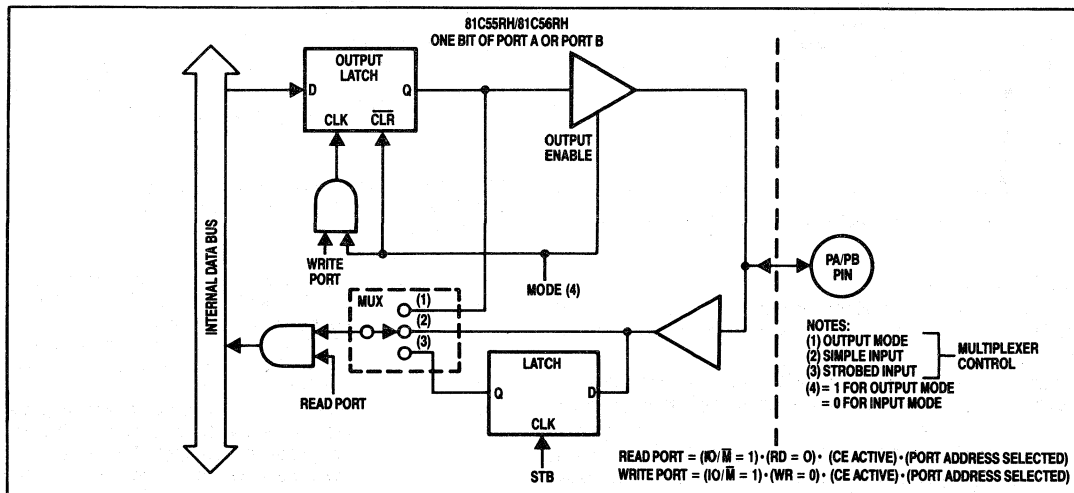 81C55RH/81C56RH
ONE BIT OF PORT A OR PORT B
OUTPUT
LATCH
D
Q
CLK
CLR
OUTPUT
ENABLE
INTERNAL DATA BUS
WRITE
PORT
MODE (4)
MUX
(1)
(2)
(3)
READ PORT
LATCH
Q
D
CLK
STB
PA/PB
PIN
NOTES:
(1) OUTPUT MODE
(2) SIMPLE INPUT
(3) STROBED INPUT
MULTIPLEXER
CONTROL
(4) = 1 FOR OUTPUT MODE
= 0 FOR INPUT MODE
READ PORT = (IO/M̅ = 1) • (RD = O) • (CE ACTIVE) • (PORT ADDRESS SELECTED)
WRITE PORT = (IO/M̅ = 1) • (WR = 0) • (CE ACTIVE) • (PORT ADDRESS SELECTED)